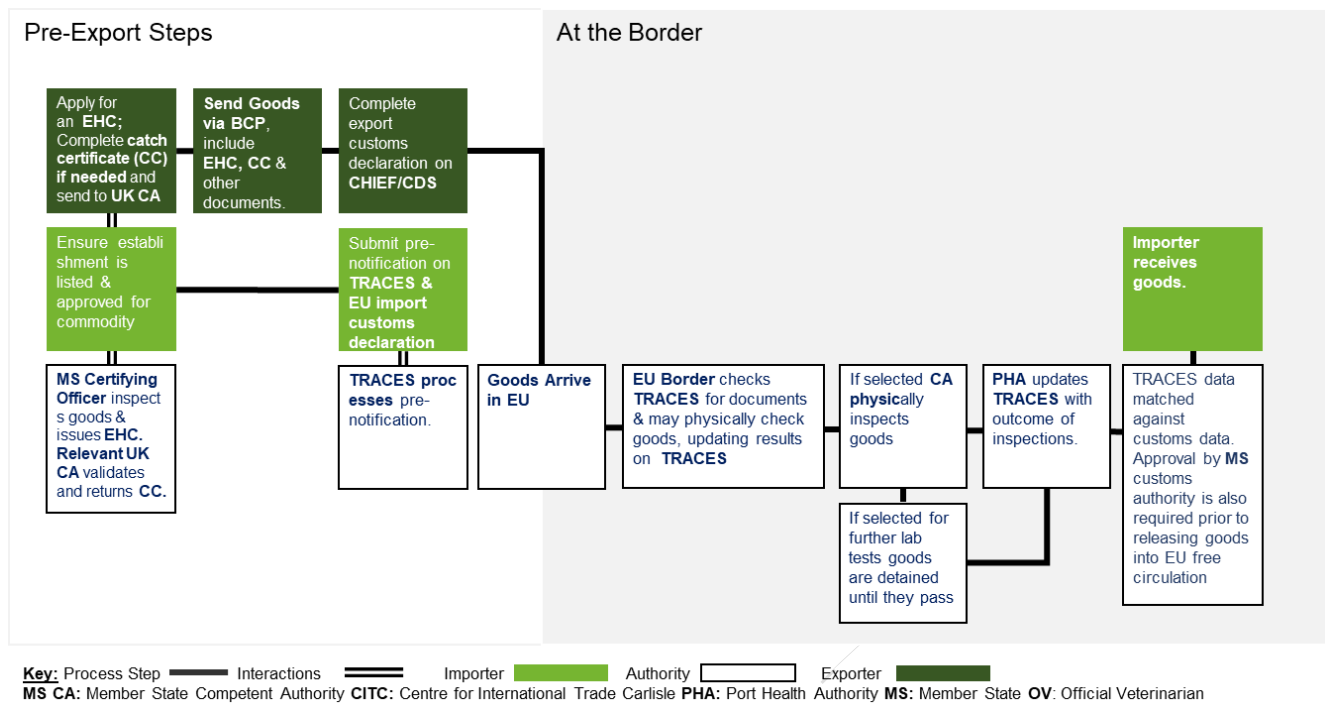 Pre-Export Steps
At the Border
Apply for
an EHC;
Complete catch
certificate (CC)
if needed and
send to UK CA
Send Goods
via BCP,
include
EHC, CC &
other
documents.
Complete
export
customs
declaration on
CHIEF/CDS
Ensure establi
shment is
listed &
approved for
commodity
Submit pre-
notification on
TRACES &
EU import
customs
declaration
Importer
receives
goods.
MS Certifying
Officer inspect
s goods &
issues EHC.
Relevant UK
CA validates
and returns CC.
TRACES proc
esses pre-
notification.
Goods Arrive
in EU
EU Border checks
TRACES for documents
& may physically check
goods, updating results
on TRACES
If selected CA
physically
inspects
goods
PHA updates
TRACES with
outcome of
inspections.
TRACES data
matched
against
customs data.
Approval by MS
customs
authority is also
required prior to
releasing goods
into EU free
circulation
If selected for
further lab
tests goods
are detained
until they pass
Key: Process Step Interactions Importer Authority Exporter
MS CA: Member State Competent Authority CITC: Centre for International Trade Carlisle PHA: Port Health Authority MS: Member State OV: Official Veterinarian